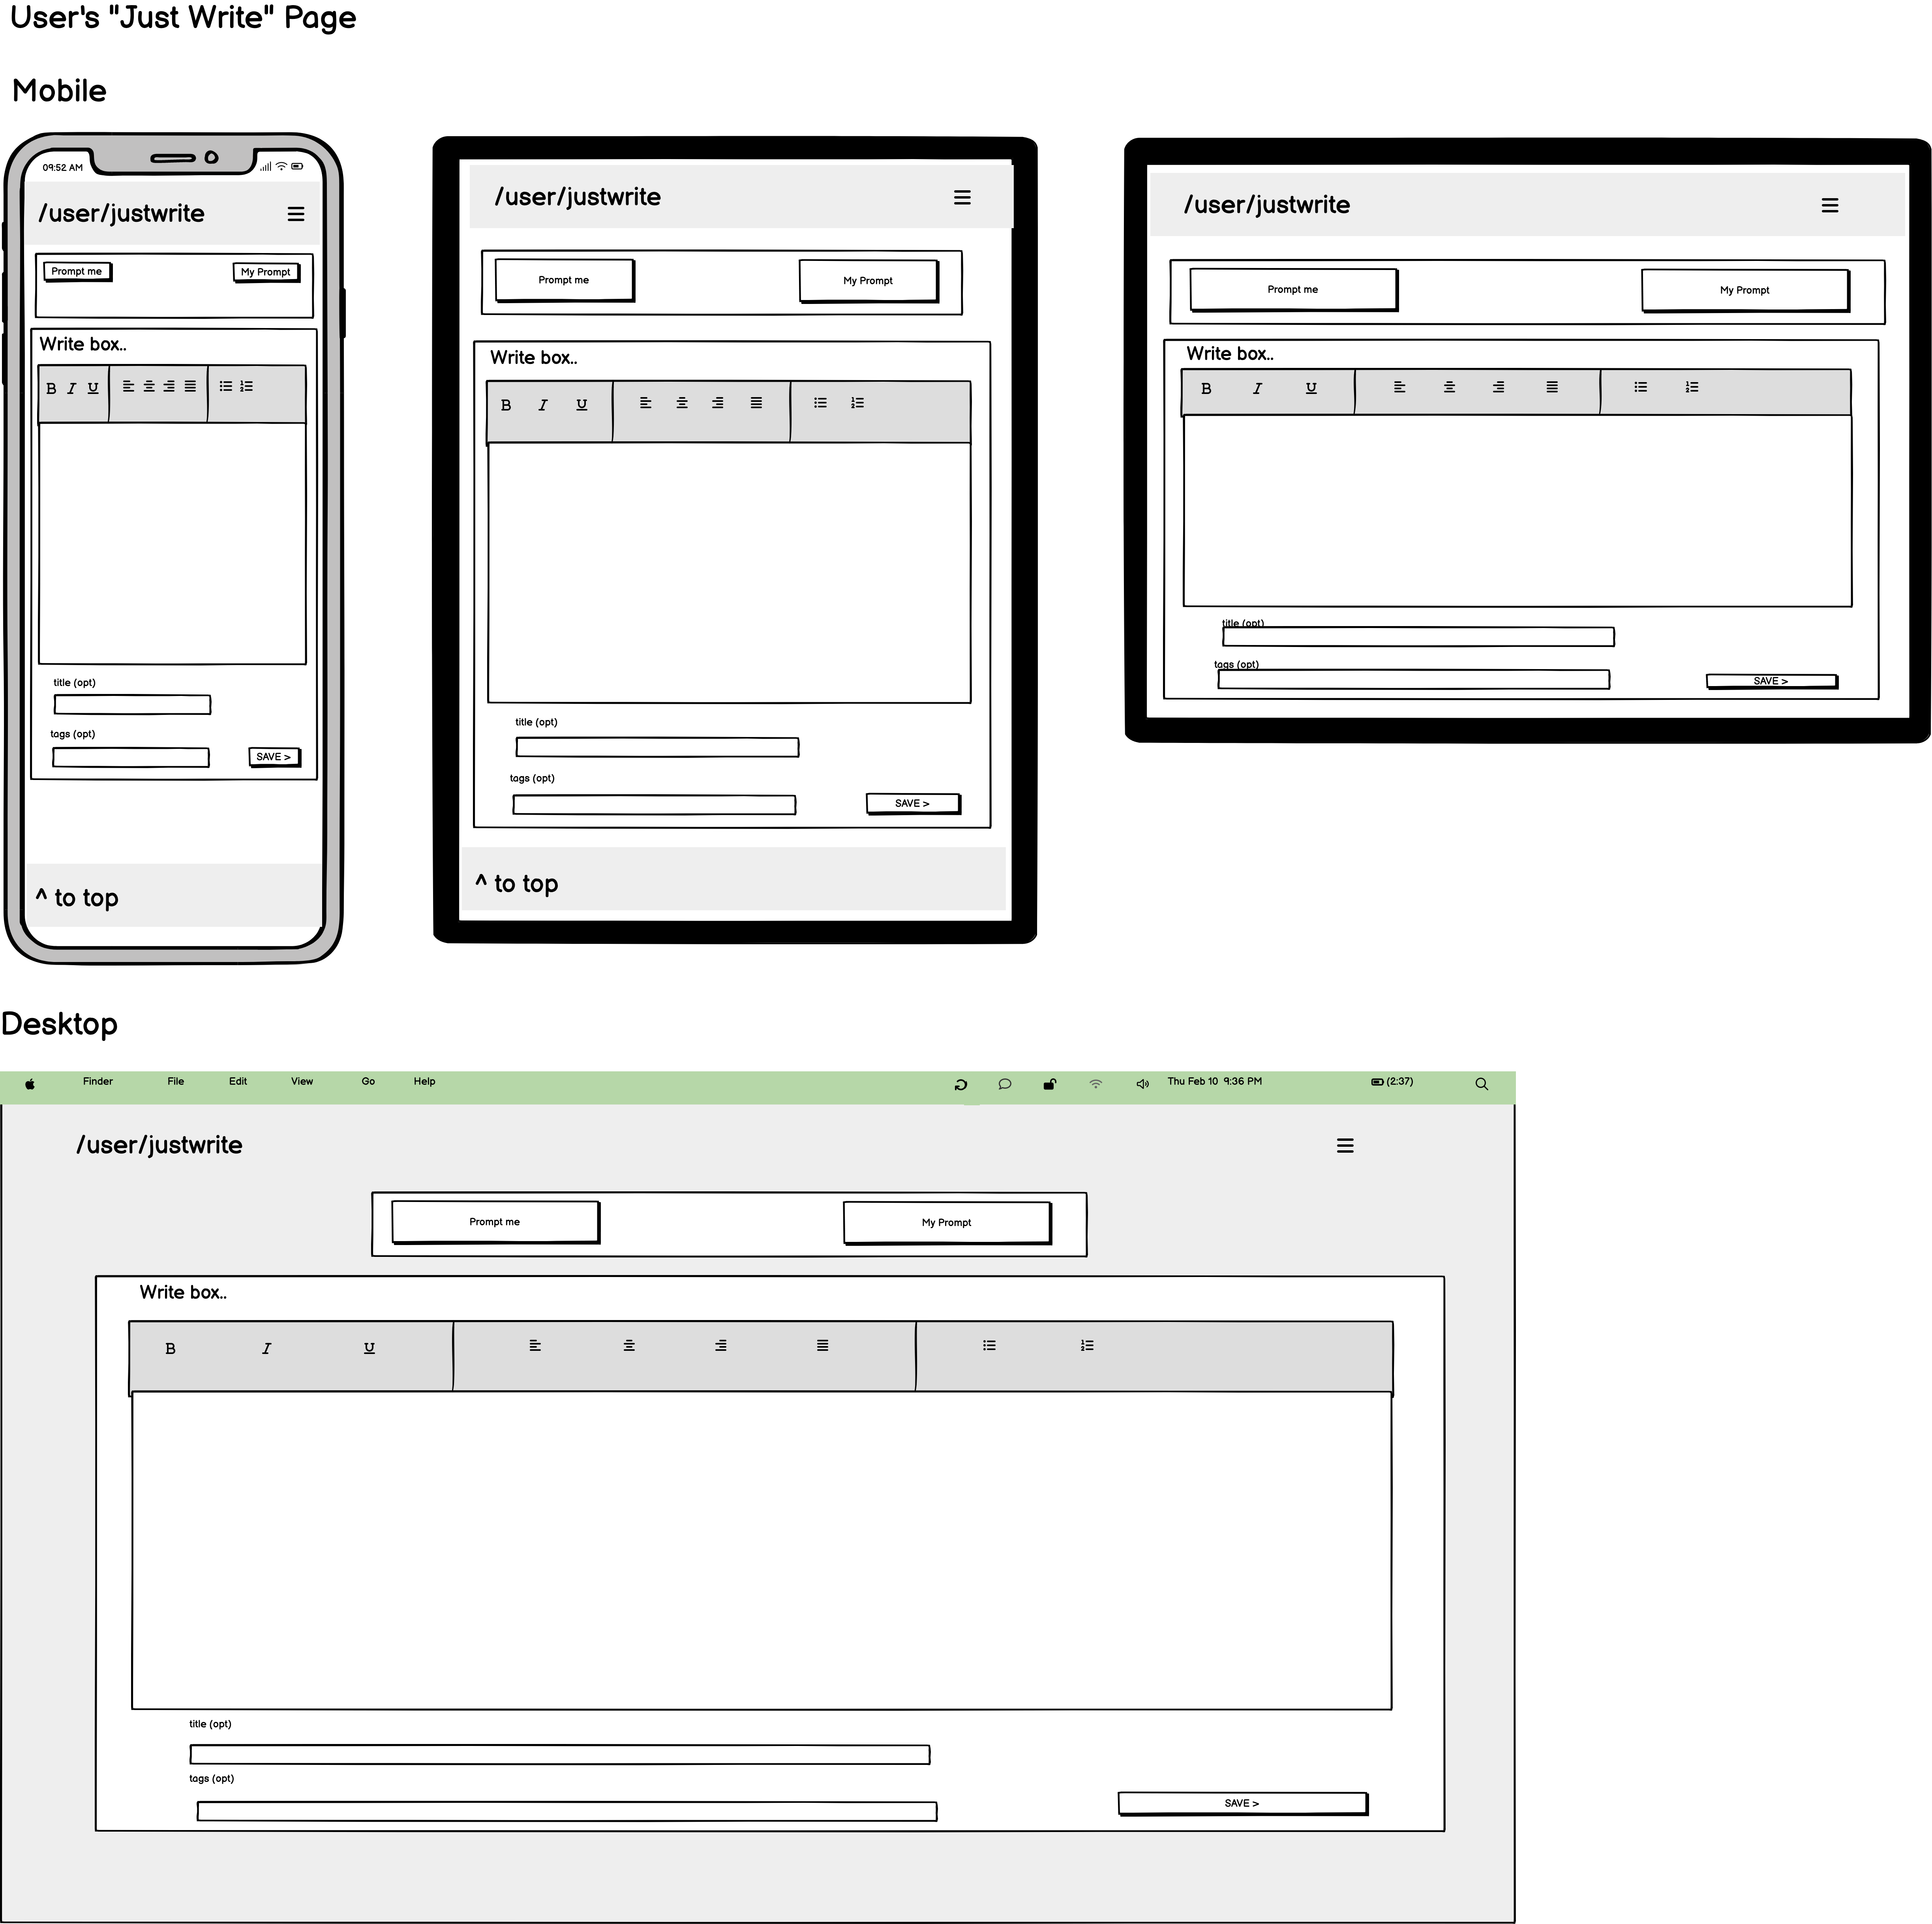 User's "Just Write" Page
Mobile
09:52 AM
/user/justwrite
Prompt me My Prompt
Write box..
B I U
title (opt)
tags (opt)
SAVE >
^ to top
/user/justwrite
Prompt me My Prompt
Write box..
B I U
title (opt)
tags (opt)
SAVE >
^ to top
/user/justwrite
Prompt me My Prompt
Write box..
B I U
title (opt)
tags (opt)
SAVE >
Desktop
Finder File Edit View Go Help Thu Feb 10 9:36 PM (2:37)
/user/justwrite
Prompt me My Prompt
Write box..
B I U
title (opt)
tags (opt)
SAVE >